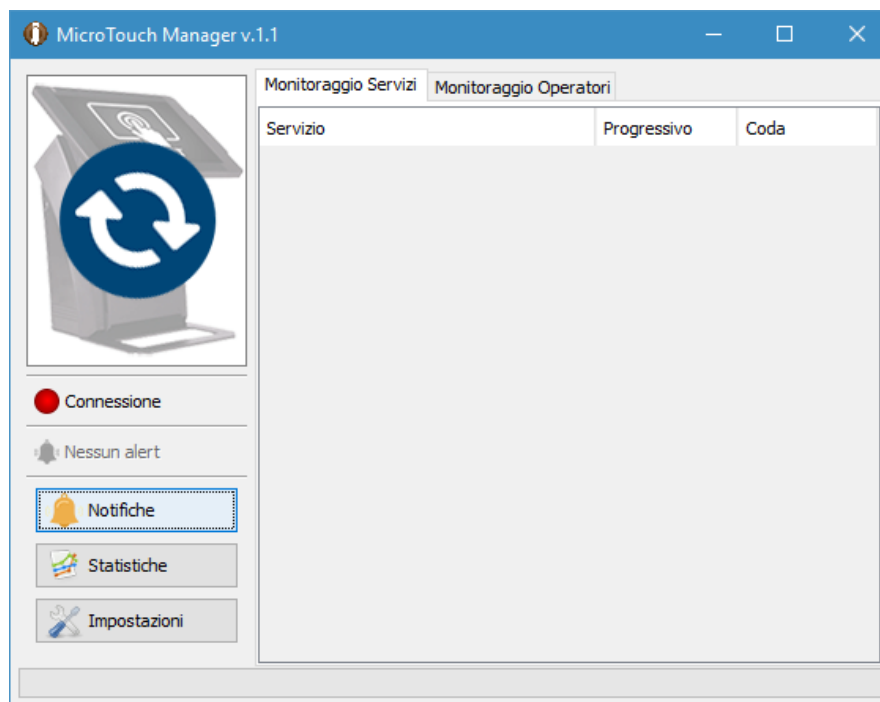 MicroTouch Manager v.1.1
Monitoraggio Servizi Monitoraggio Operatori
Servizio Progressivo Coda
Connessione
Nessun alert
Notifiche
Statistiche
Impostazioni